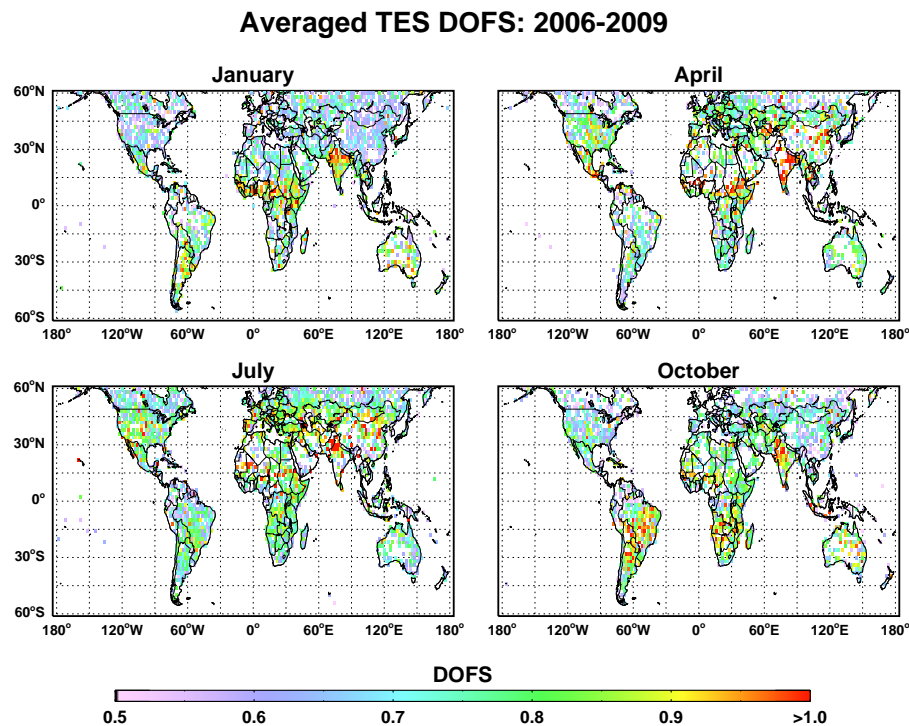 Averaged TES DOFS: 2006-2009
January
April
60°N
30°N
0°
30°S
60°S
180° 120°W 60°W 0° 60°E 120°E 180°
180° 120°W 60°W 0° 60°E 120°E 180°
July
October
60°N
30°N
0°
30°S
60°S
180° 120°W 60°W 0° 60°E 120°E 180°
180° 120°W 60°W 0° 60°E 120°E 180°
DOFS
0.5 0.6 0.7 0.8 0.9 >1.0